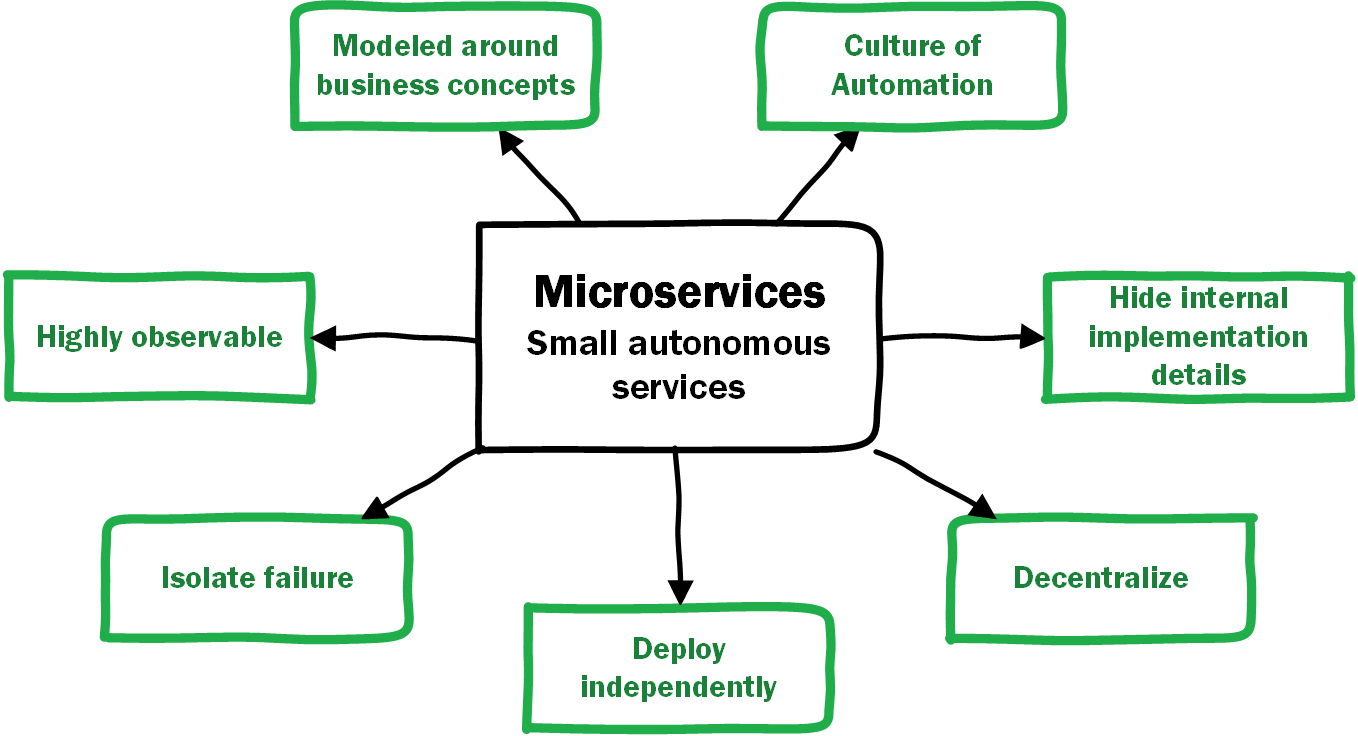 Modeled around
business concepts
Culture of
Automation
Microservices
Small autonomous
services
Highly observable
Hide internal
implementation
details
Isolate failure
Deploy
independently
Decentralize